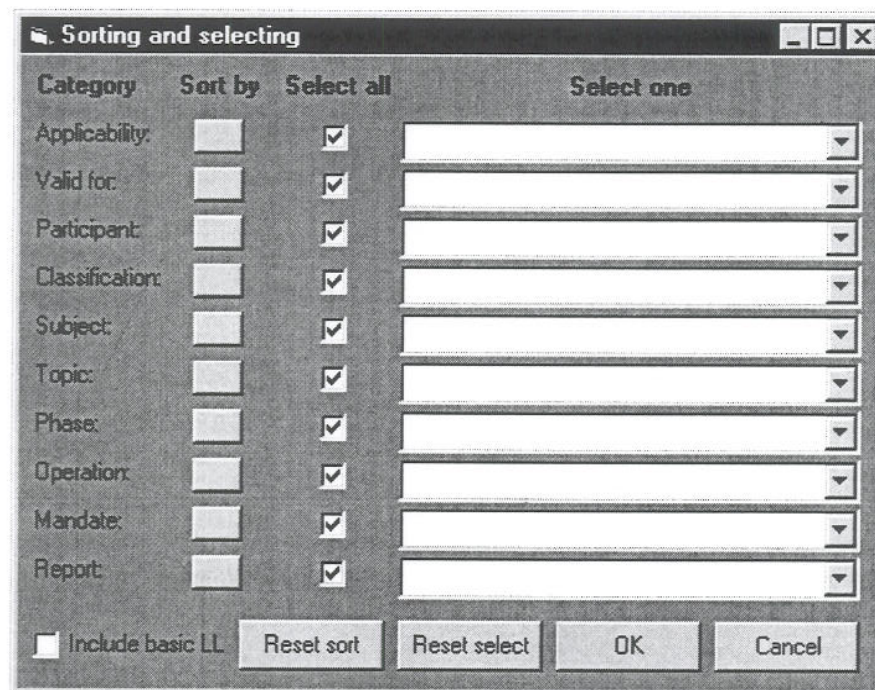 Sorting and selecting
Category Sort by Select all Select one
Applicability:
Valid for:
Participant:
Classification:
Subject:
Topic:
Phase:
Operation:
Mandate:
Report:
Include basic LL Reset sort Reset select OK Cancel